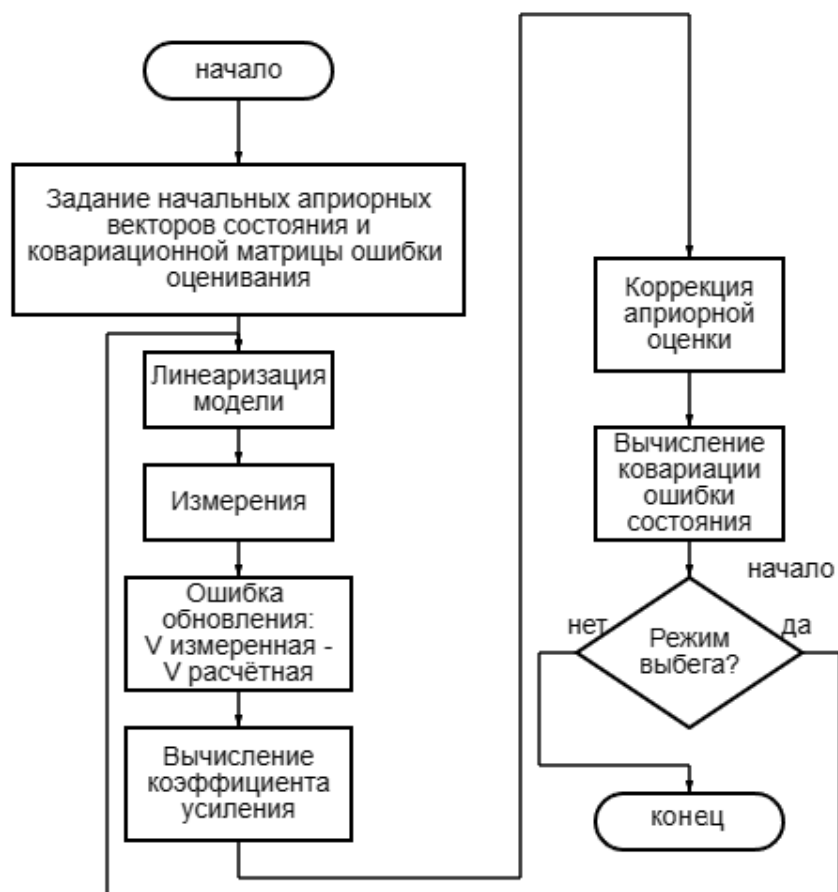 начало
Задание начальных априорных
векторов состояния и
ковариационной матрицы ошибки
оценивания
Линеаризация
модели
Измерения
Ошибка
обновления:
V измеренная -
V расчётная
Вычисление
коэффициента
усиления
Коррекция
априорной
оценки
Вычисление
ковариации
ошибки
состояния
начало
нет
да
Режим
выбега?
конец